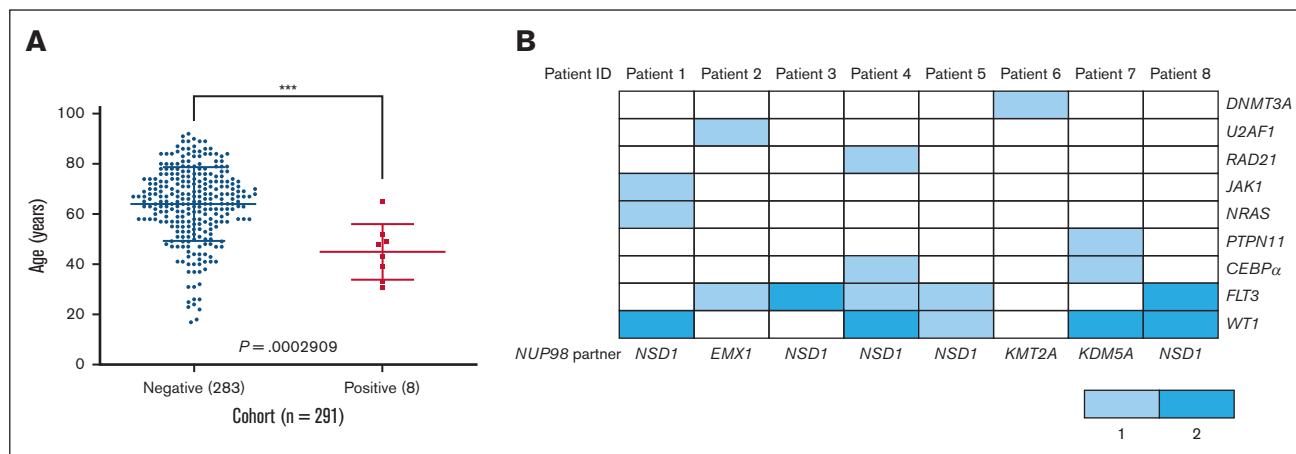 A
***
100
80
60
40
20
0
Age (years)
P = .0002909
Negative (283)
Positive (8)
Cohort (n = 291)
B
Patient ID Patient 1 Patient 2 Patient 3 Patient 4 Patient 5 Patient 6 Patient 7 Patient 8
DNMT3A
U2AF1
RAD21
JAK1
NRAS
PTPN11
CEBPα
FLT3
WT1
NUP98 partner NSD1 EMX1 NSD1 NSD1 NSD1 KMT2A KDM5A NSD1
1 2